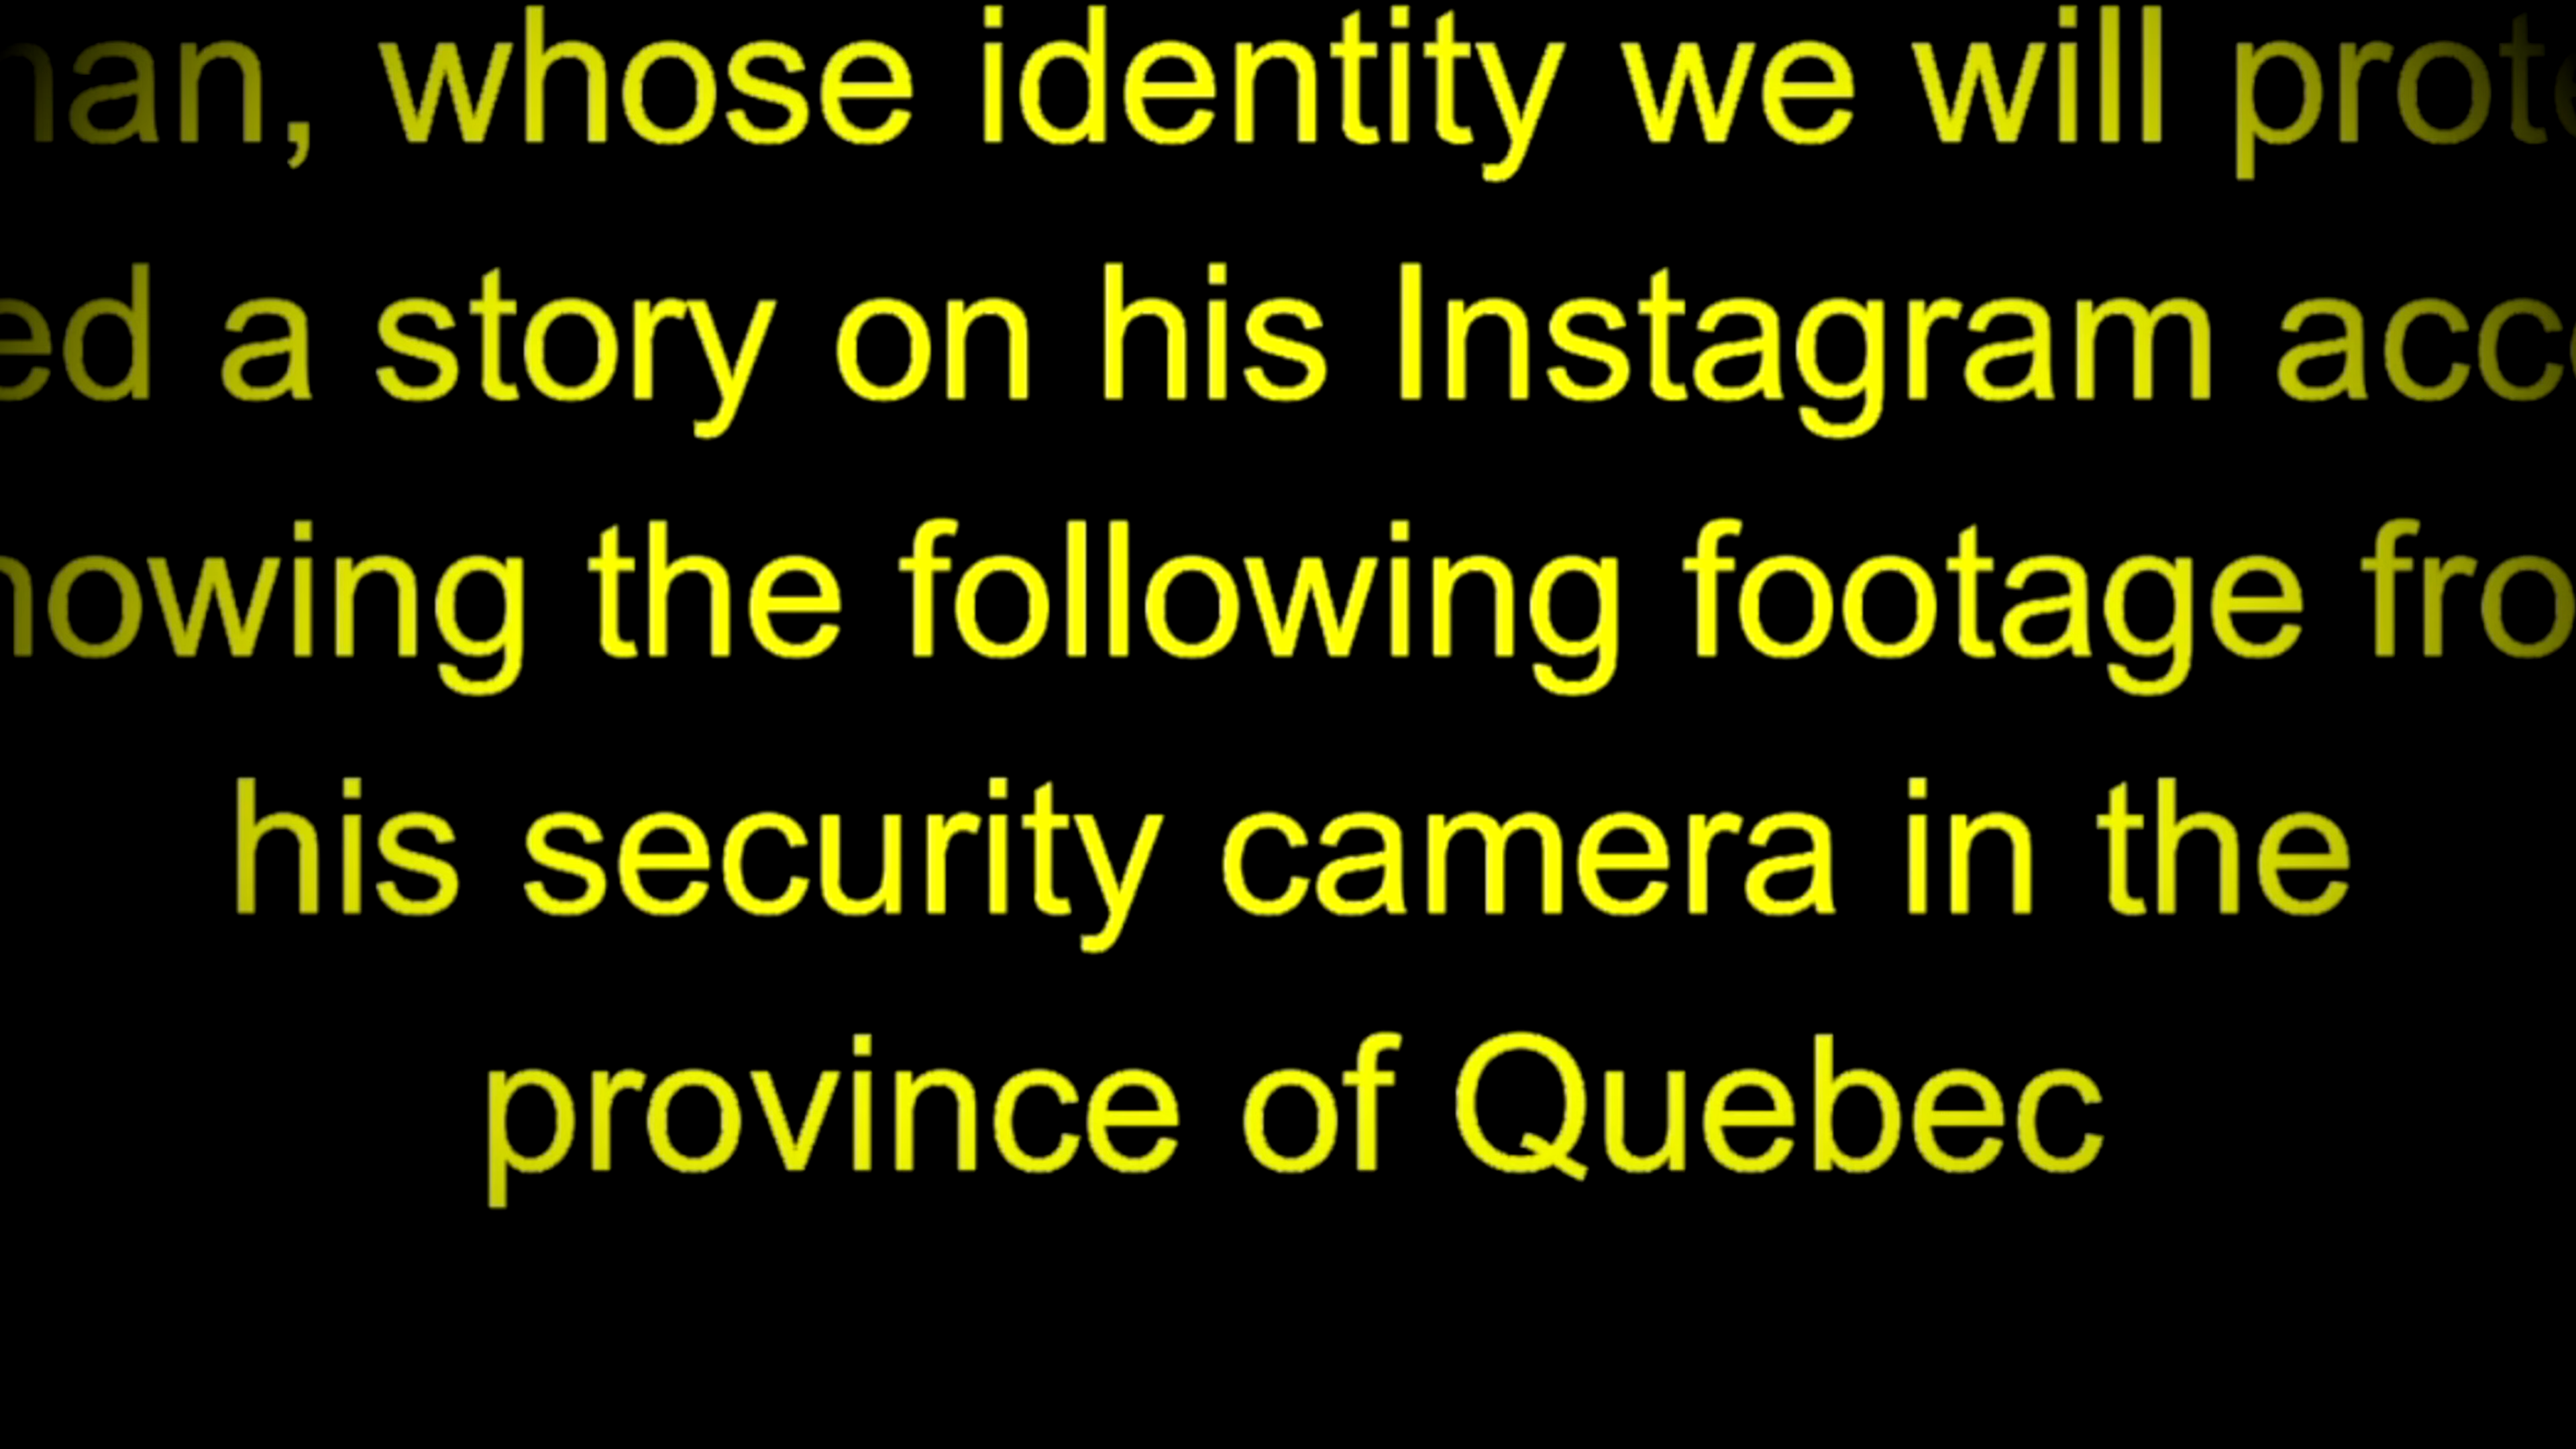 whose identity we will
a story on his Instagram
the following footage
his security camera in the
province of Quebec